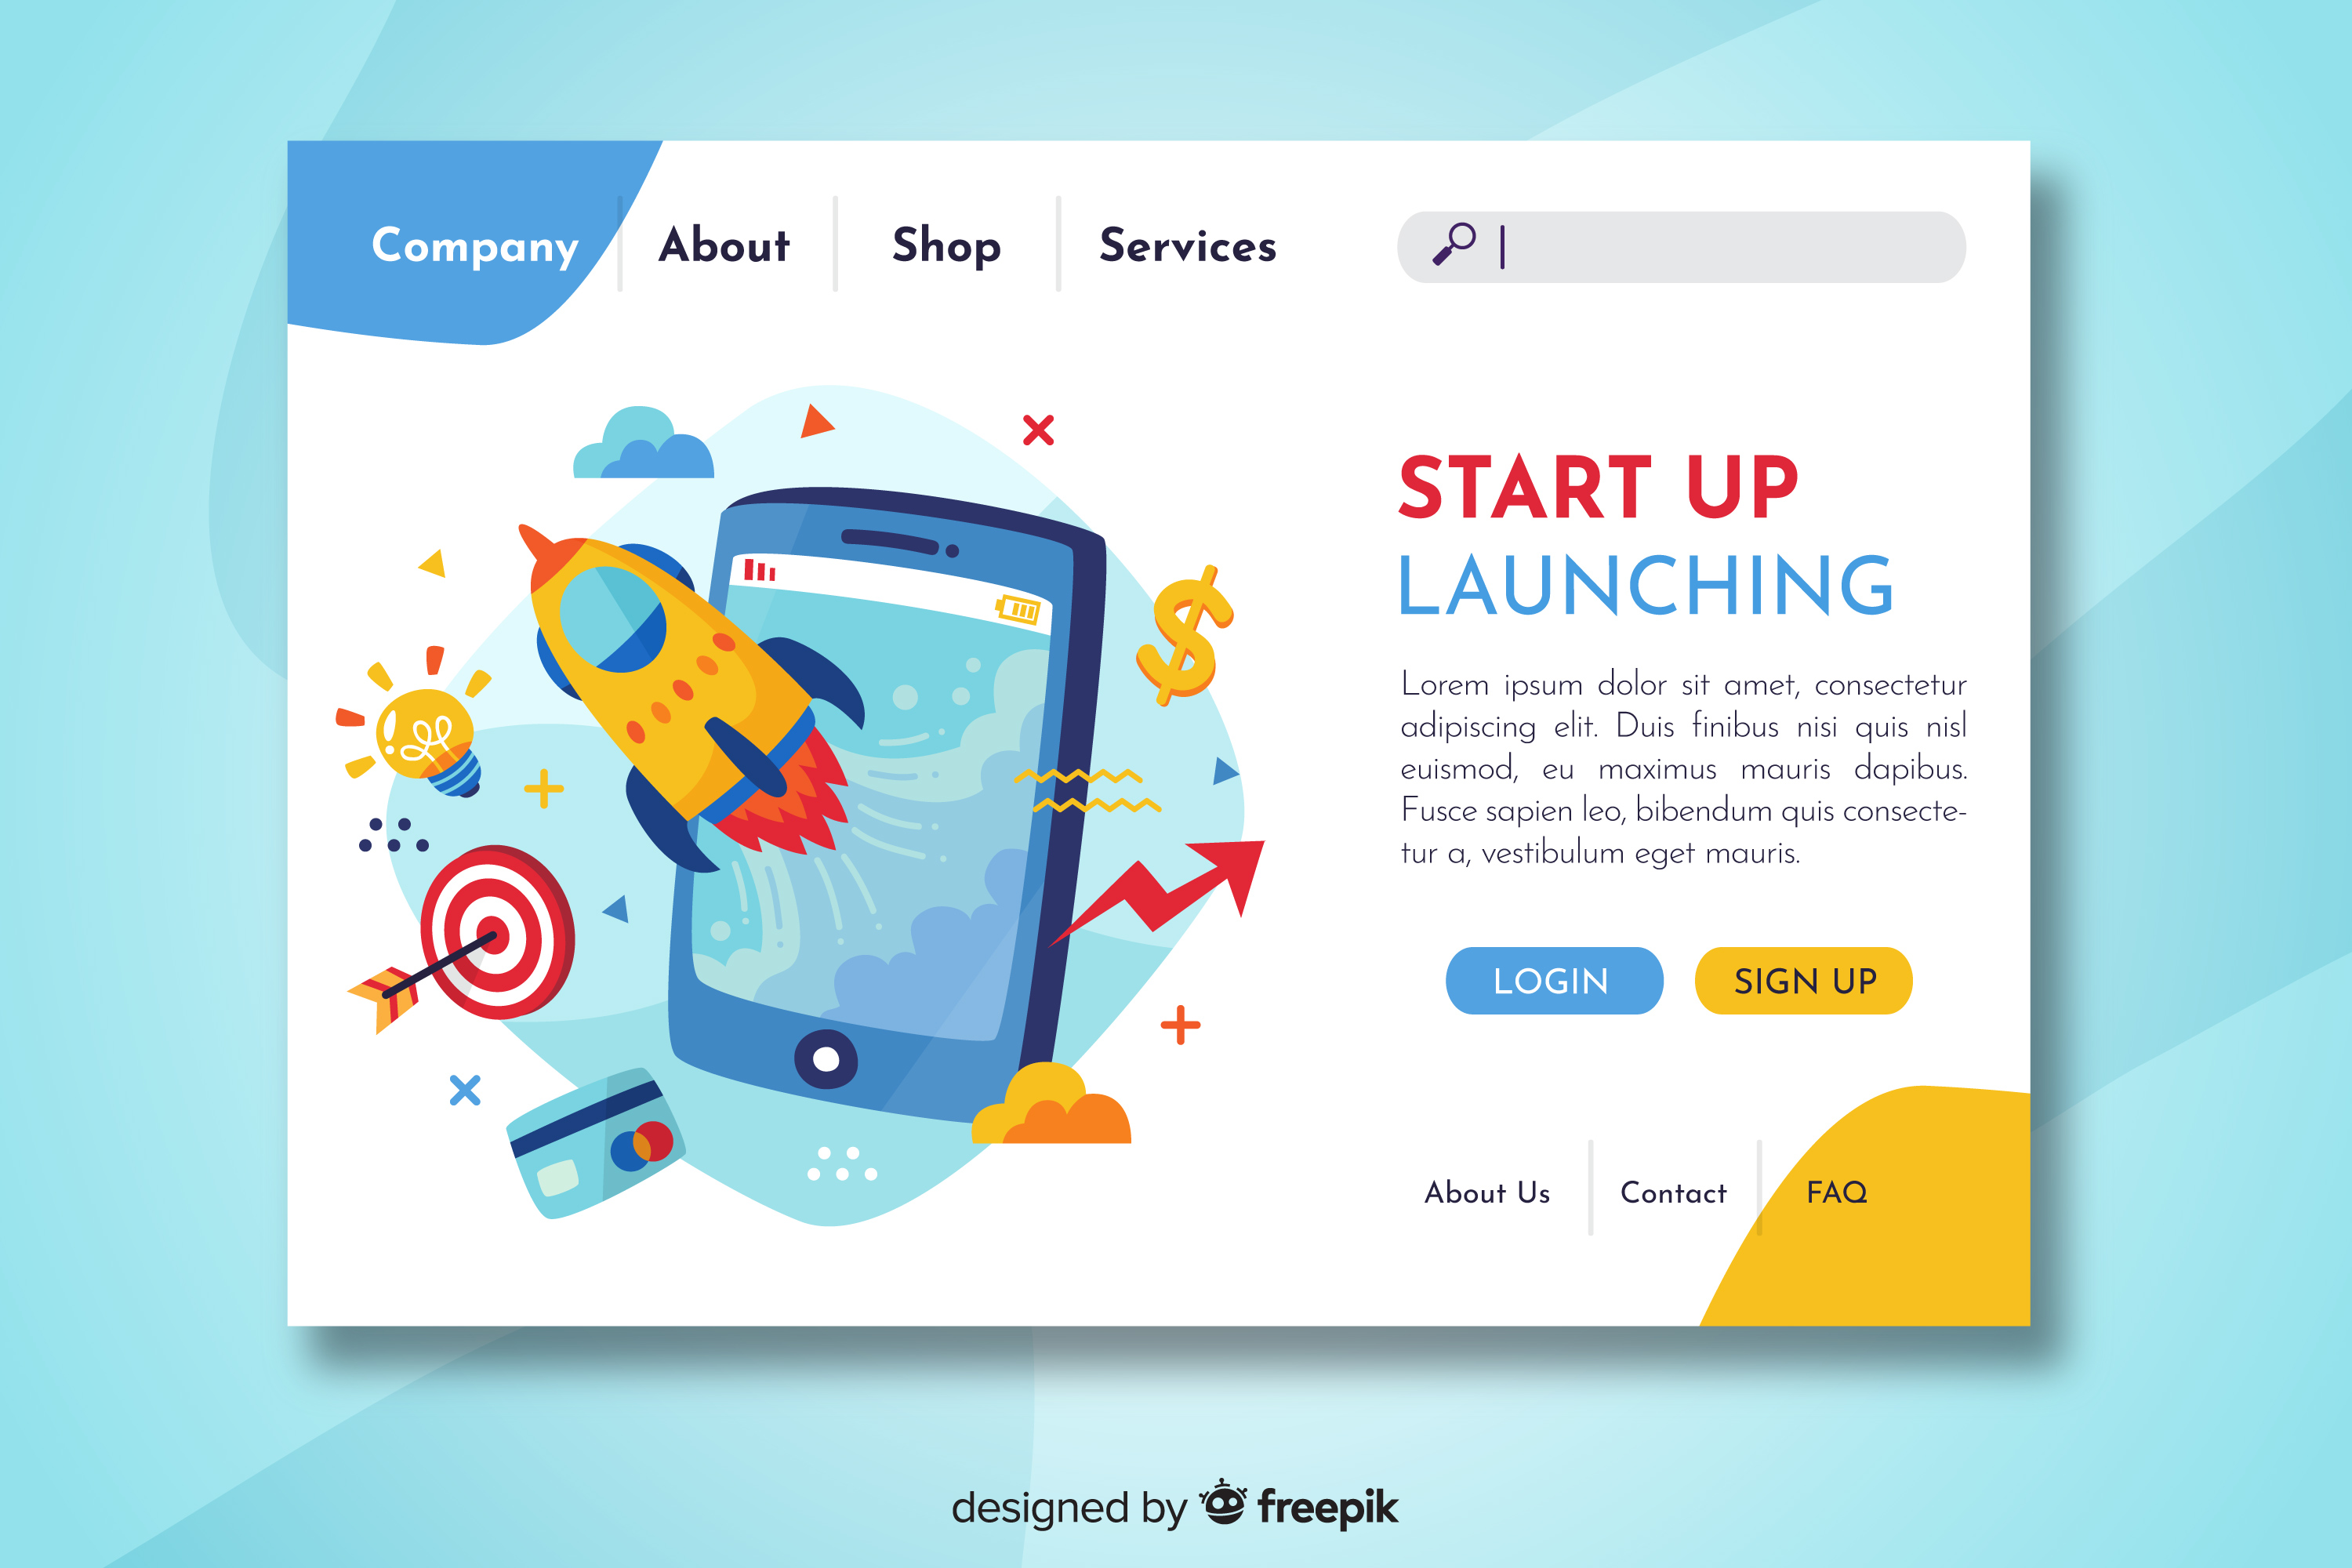 Company
About
Shop
Services
START UP
LAUNCHING
Lorem ipsum dolor sit amet, consectetur
adipiscing elit. Duis finibus nisi quis nisl
euismod, eu maximus mauris dapibus.
Fusce sapien leo, bibendum quis consecte-
tur a, vestibulum eget mauris.
LOGIN
SIGN UP
About Us
Contact
FAQ
designed by freepik